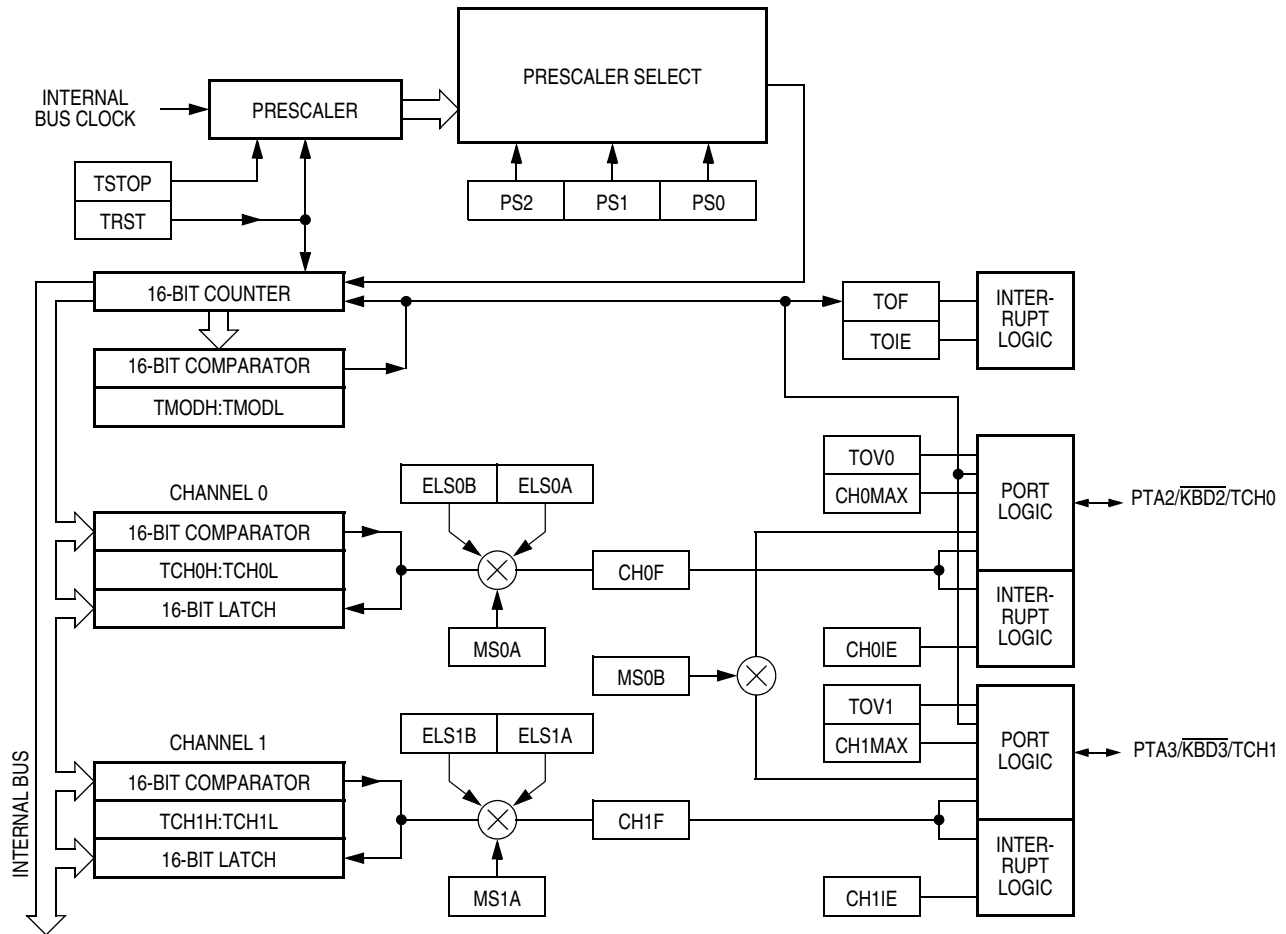 PRESCALER SELECT
INTERNAL
BUS CLOCK
PRESCALER
TSTOP
TRST
PS2 PS1 PS0
16-BIT COUNTER
TOF
TOIE
INTER-
RUPT
LOGIC
16-BIT COMPARATOR
TMODH:TMODL
TOV0
CH0MAX
PORT
LOGIC
PTA2/KBD2/TCH0
ELS0B ELS0A
CHANNEL 0
16-BIT COMPARATOR
TCH0H:TCH0L
16-BIT LATCH
CH0F
MS0A
INTER-
RUPT
LOGIC
CH0IE
MS0B
TOV1
CH1MAX
PORT
LOGIC
PTA3/KBD3/TCH1
ELS1B ELS1A
CHANNEL 1
16-BIT COMPARATOR
TCH1H:TCH1L
16-BIT LATCH
CH1F
MS1A
INTER-
RUPT
LOGIC
CH1IE
INTERNAL BUS